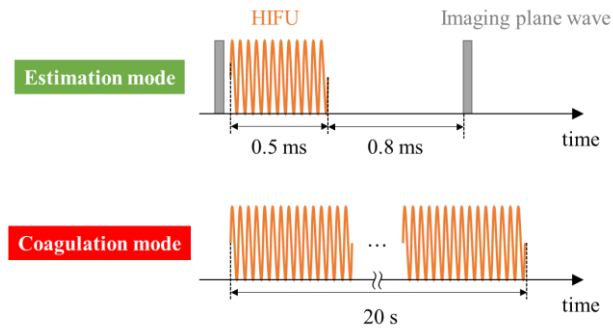 HIFU
Imaging plane wave
Estimation mode
0.5 ms
0.8 ms
time
Coagulation mode
...
time
20 s